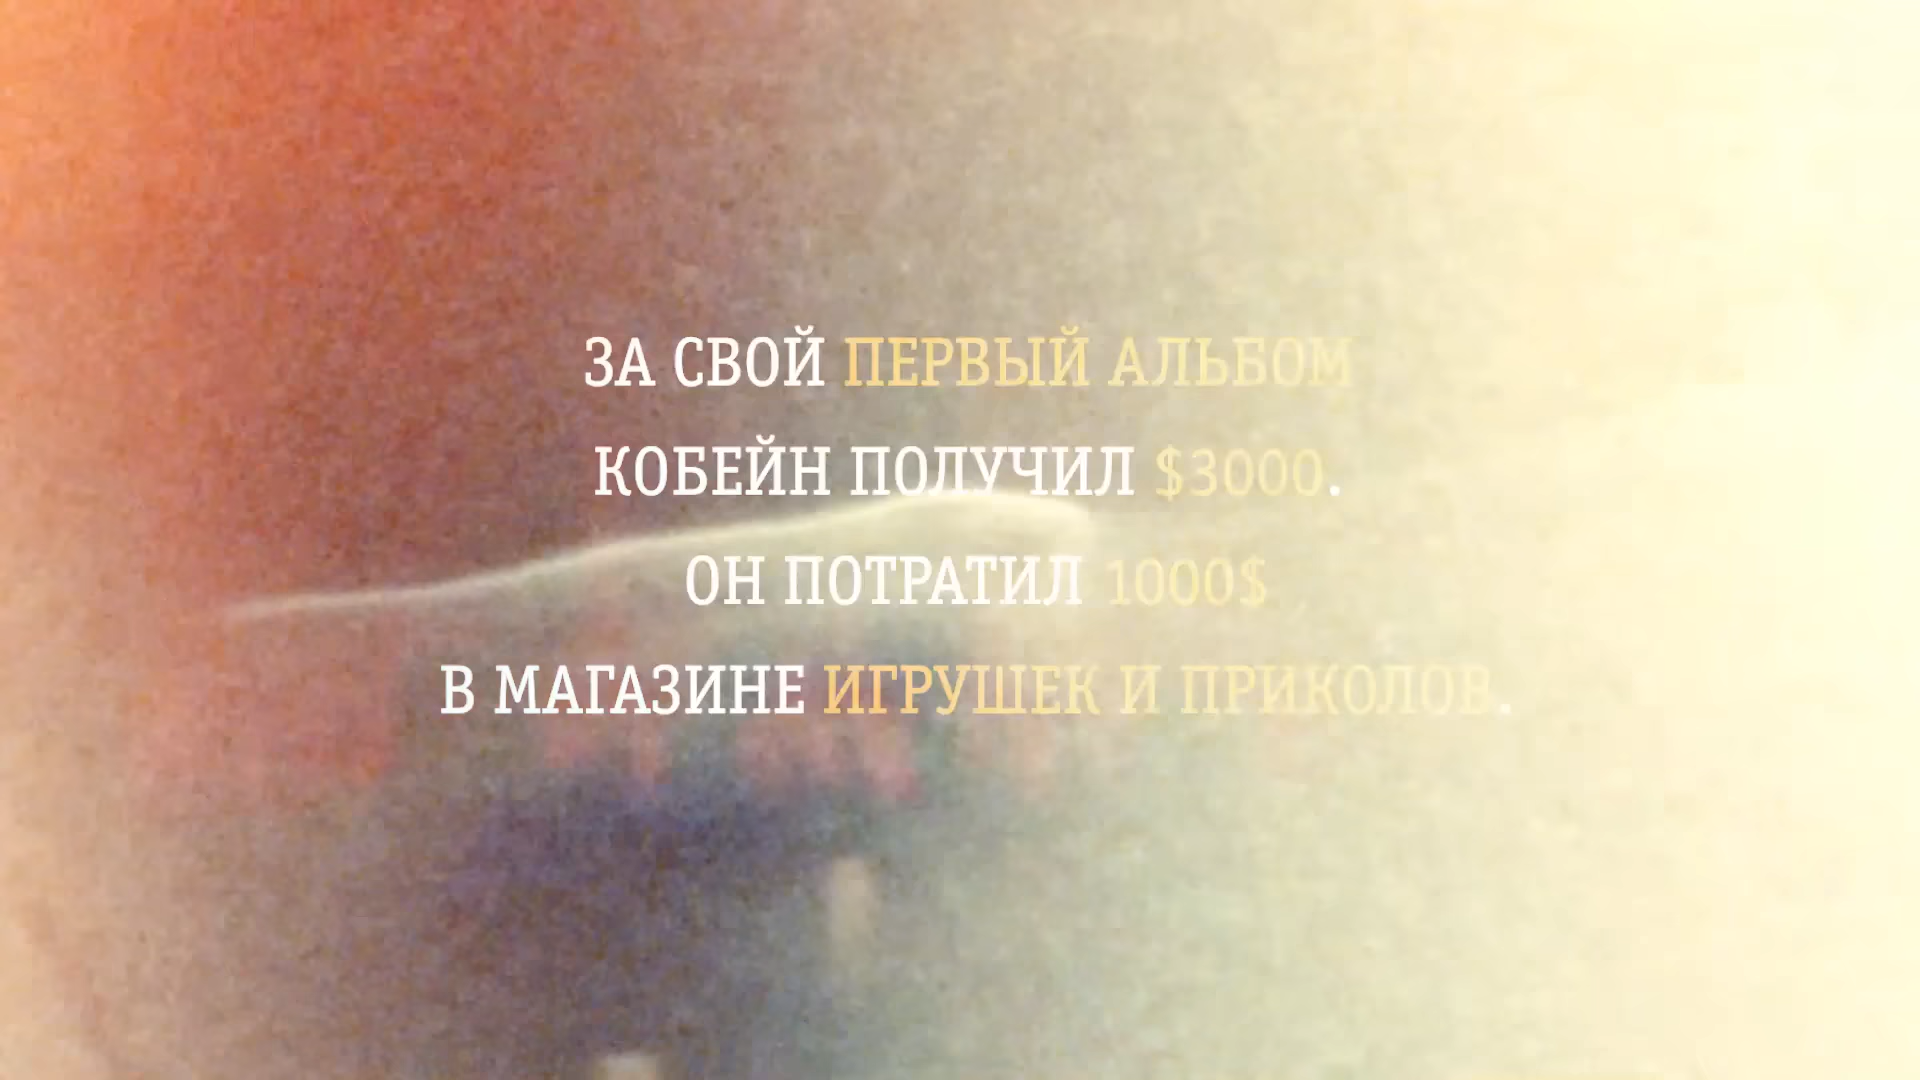 ЗА СВОЙ ПЕРВЫЙ АЛЬБОМ
КОБЕЙН ПОЛУЧИЛ $3000.
ОН ПОТРАТИЛ 1000$
В МАГАЗИНЕ ИГРУШЕК И ПРИКОЛОВ.